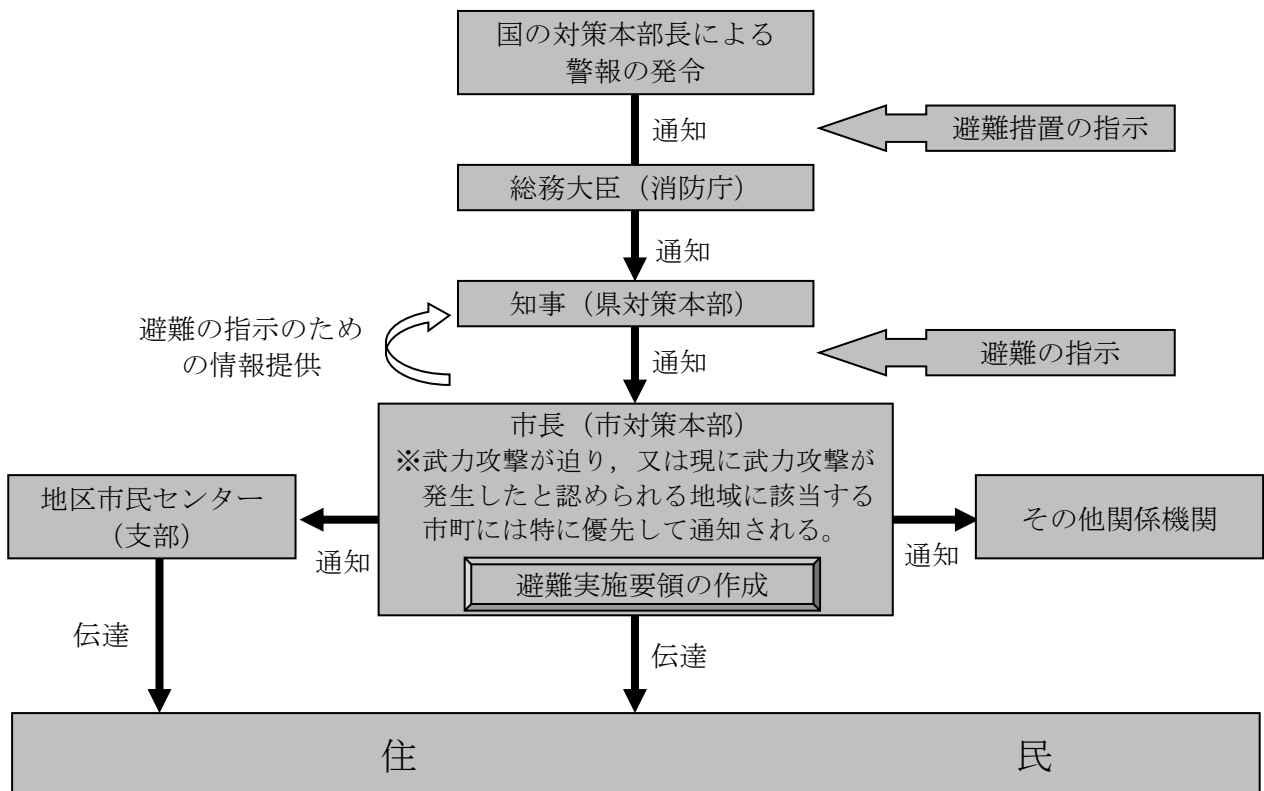 国の対策本部長による
警報の発令
通知
避難措置の指示
総務大臣（消防庁）
通知
知事（県対策本部）
避難の指示のため
の情報提供
通知
避難の指示
市長（市対策本部）
※武力攻撃が迫り，又は現に武力攻撃が
発生したと認められる地域に該当する
市町には特に優先して通知される。
避難実施要領の作成
地区市民センター
（支部）
通知
その他関係機関
通知
伝達
伝達
住民